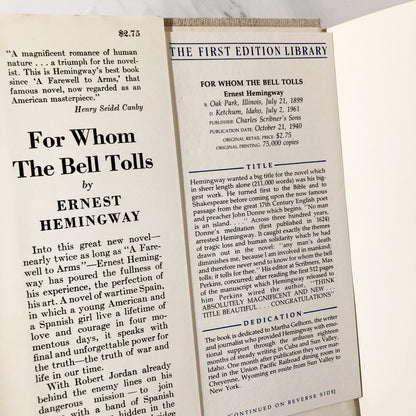 $2.75
"A magnificent romance of human
nature . . . a triumph for the novel-
ist. This is Hemingway's best book
since 'A Farewell to Arms,' that
famous novel, now regarded as an
American masterpiece."
Henry Seidel Canby
For Whom
The Bell Tolls
by
ERNEST
HEMINGWAY
Into this great new novel—
nearly twice as long as "A Fare-
well to Arms"—Ernest Heming-
way has poured the fullness of
his experience, the perfection of
his art. A novel of wartime Spain,
in which a young American and
a Spanish girl live a lifetime of
love and courage in four mo-
mentous days, it speaks with
unforgettable power for the
truth—the truth of war and
life in our time.
With Robert Jordan already
behind the enemy lines on his
dangerous mission—to join
with a band of Spanish
THE FIRST EDITION LIBRARY
FOR WHOM THE BELL TOLLS
Ernest Hemingway
B. Oak Park, Illinois, July 21, 1899
D. Ketchum, Idaho, July 2, 1961
PUBLISHER: Charles Scribner's Sons
PUBLICATION DATE: October 21, 1940
ORIGINAL RETAIL PRICE: $2.75
ORIGINAL PRINTING: 75,000 copies
TITLE
Hemingway wanted a big title for the novel which
in sheer length alone (211,000 words) was his big-
gest undertaking. He turned first to the Bible and to
Shakespeare before coming upon the now famous
passage from the great 17th Century English poet
and preacher John Donne which begins, "No man
is an island. . . ." Across three hundred years,
Donne's meditation (first published in 1624)
arrested Hemingway. It caught exactly the themes
of tragic loss and human solidarity which he had
drawn out in the novel: "any man's death
diminishes me, because I am involved in mankind;
and therefore never send to know for whom the bell
tolls; it tolls for thee." His editor at Scribners, Max
Perkins, concurred; after reading the first 512 pages
of the manuscript which Hemingway released to
him Perkins wired the author, "THINK
ABSOLUTELY MAGNIFICENT AND NEW . . .
TITLE BEAUTIFUL . . . CONGRATULATIONS"
DEDICATION
The book is dedicated to Martha Gelhorn, the writer
and journalist who provided Hemingway with emo-
tional support through the arduous eighteen
months of steady writing in Cuba and Sun Valley,
Idaho. One month after publication they were wed
in the Union Pacific Railroad dining room in
Cheyenne, Wyoming en route from Sun Valley to
New York.
(CONTINUED ON REVERSE SIDE)